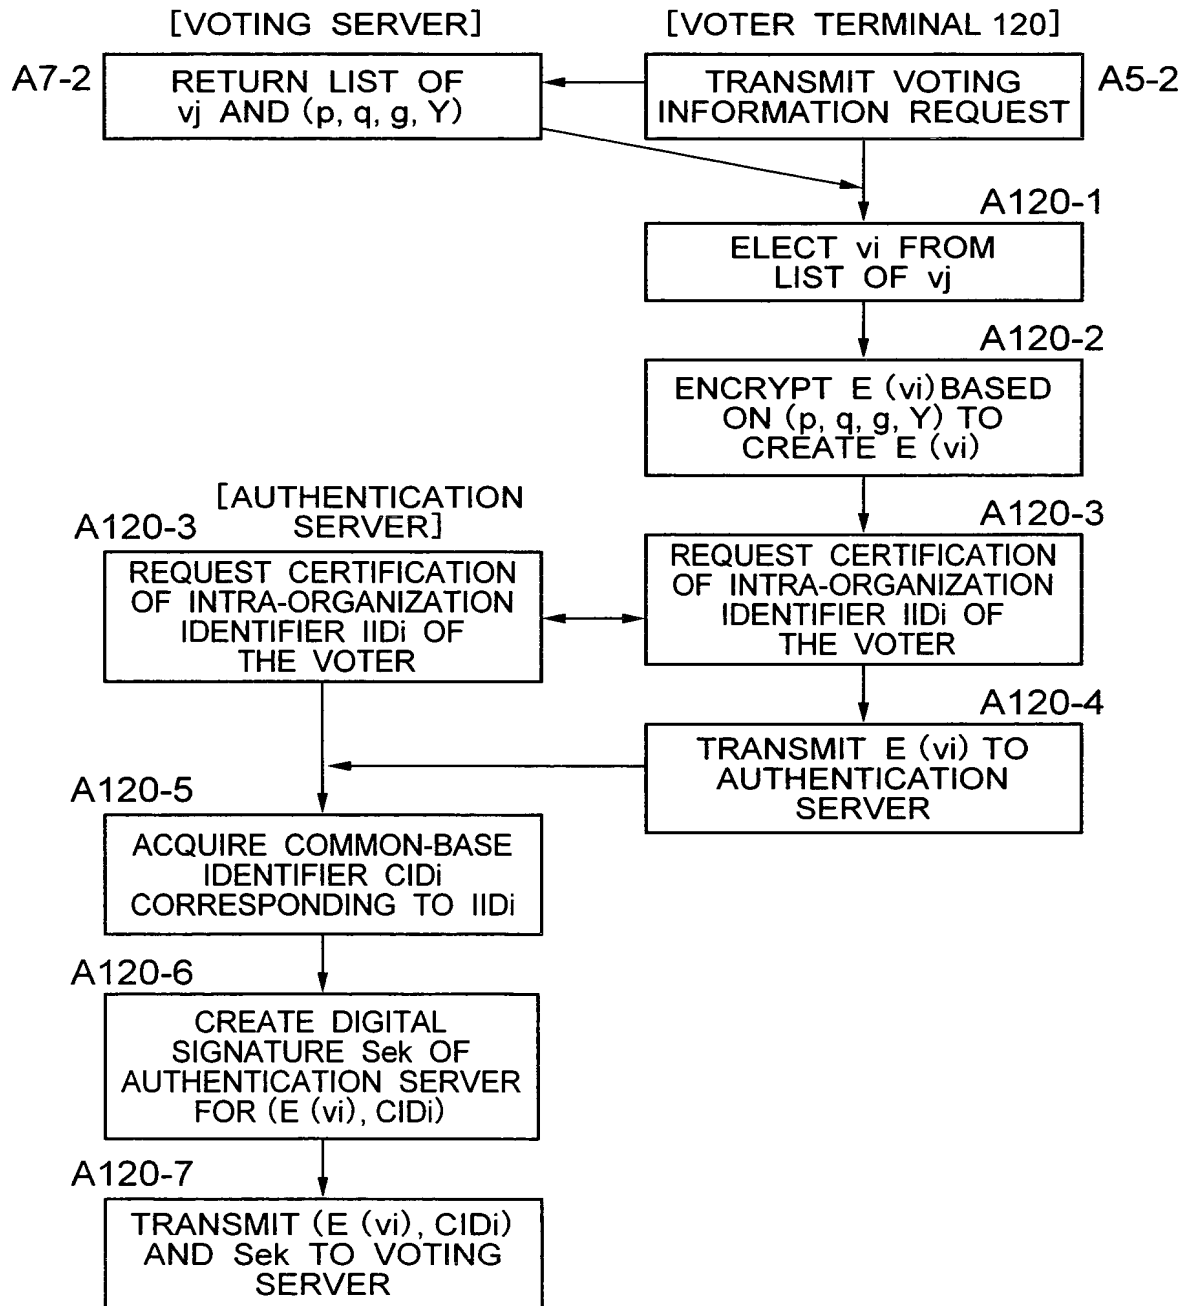 [VOTING SERVER]
[VOTER TERMINAL 120]
A7-2
RETURN LIST OF
vj AND (p, q, g, Y)
TRANSMIT VOTING
INFORMATION REQUEST
A5-2
A120-1
ELECT vi FROM
LIST OF vj
A120-2
ENCRYPT E (vi) BASED
ON (p, q, g, Y) TO
CREATE E (vi)
[AUTHENTICATION
SERVER]
A120-3
REQUEST CERTIFICATION
OF INTRA-ORGANIZATION
IDENTIFIER IIDi OF
THE VOTER
A120-3
REQUEST CERTIFICATION
OF INTRA-ORGANIZATION
IDENTIFIER IIDi OF
THE VOTER
A120-4
TRANSMIT E (vi) TO
AUTHENTICATION
SERVER
A120-5
ACQUIRE COMMON-BASE
IDENTIFIER CIDi
CORRESPONDING TO IIDi
A120-6
CREATE DIGITAL
SIGNATURE Sek OF
AUTHENTICATION SERVER
FOR (E (vi), CIDi)
A120-7
TRANSMIT (E (vi), CIDi)
AND Sek TO VOTING
SERVER